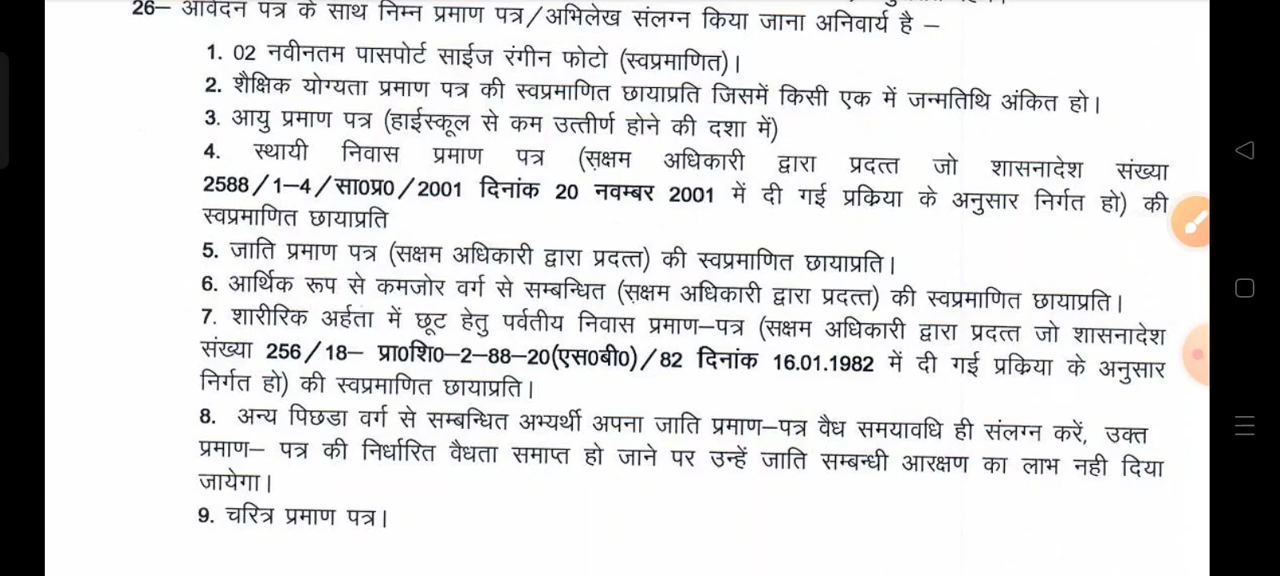 26– आवेदन पत्र के साथ निम्न प्रमाण पत्र/अभिलेख संलग्न किया जाना अनिवार्य है –
1. 02 नवीनतम पासपोर्ट साईज रंगीन फोटो (स्वप्रमाणित)।
2. शैक्षिक योग्यता प्रमाण पत्र की स्वप्रमाणित छायाप्रति जिसमें किसी एक में जन्मतिथि अंकित हो।
3. आयु प्रमाण पत्र (हाईस्कूल से कम उत्तीर्ण होने की दशा में)
4. स्थायी निवास प्रमाण पत्र (सक्षम अधिकारी द्वारा प्रदत्त जो शासनादेश संख्या
2588/1–4/सा0प्र0/2001 दिनांक 20 नवम्बर 2001 में दी गई प्रकिया के अनुसार निर्गत हो) की
स्वप्रमाणित छायाप्रति
5. जाति प्रमाण पत्र (सक्षम अधिकारी द्वारा प्रदत्त) की स्वप्रमाणित छायाप्रति।
6. आर्थिक रूप से कमजोर वर्ग से सम्बन्धित (सक्षम अधिकारी द्वारा प्रदत्त) की स्वप्रमाणित छायाप्रति।
7. शारीरिक अर्हता में छूट हेतु पर्वतीय निवास प्रमाण–पत्र (सक्षम अधिकारी द्वारा प्रदत्त जो शासनादेश
संख्या 256/18– प्रा0शि0–2–88–20(एस0बी0)/82 दिनांक 16.01.1982 में दी गई प्रकिया के अनुसार
निर्गत हो) की स्वप्रमाणित छायाप्रति।
8. अन्य पिछडा वर्ग से सम्बन्धित अभ्यर्थी अपना जाति प्रमाण–पत्र वैध समयावधि ही संलग्न करें, उक्त
प्रमाण– पत्र की निर्धारित वैधता समाप्त हो जाने पर उन्हें जाति सम्बन्धी आरक्षण का लाभ नही दिया
जायेगा।
9. चरित्र प्रमाण पत्र।